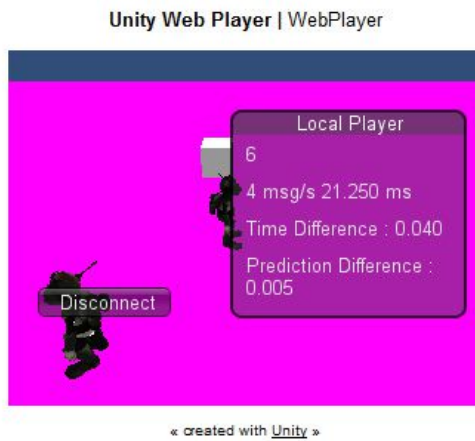 Unity Web Player | WebPlayer
Local Player
6
4 msg/s 21.250 ms
Time Difference : 0.040
Prediction Difference :
0.005
Disconnect
« created with Unity »